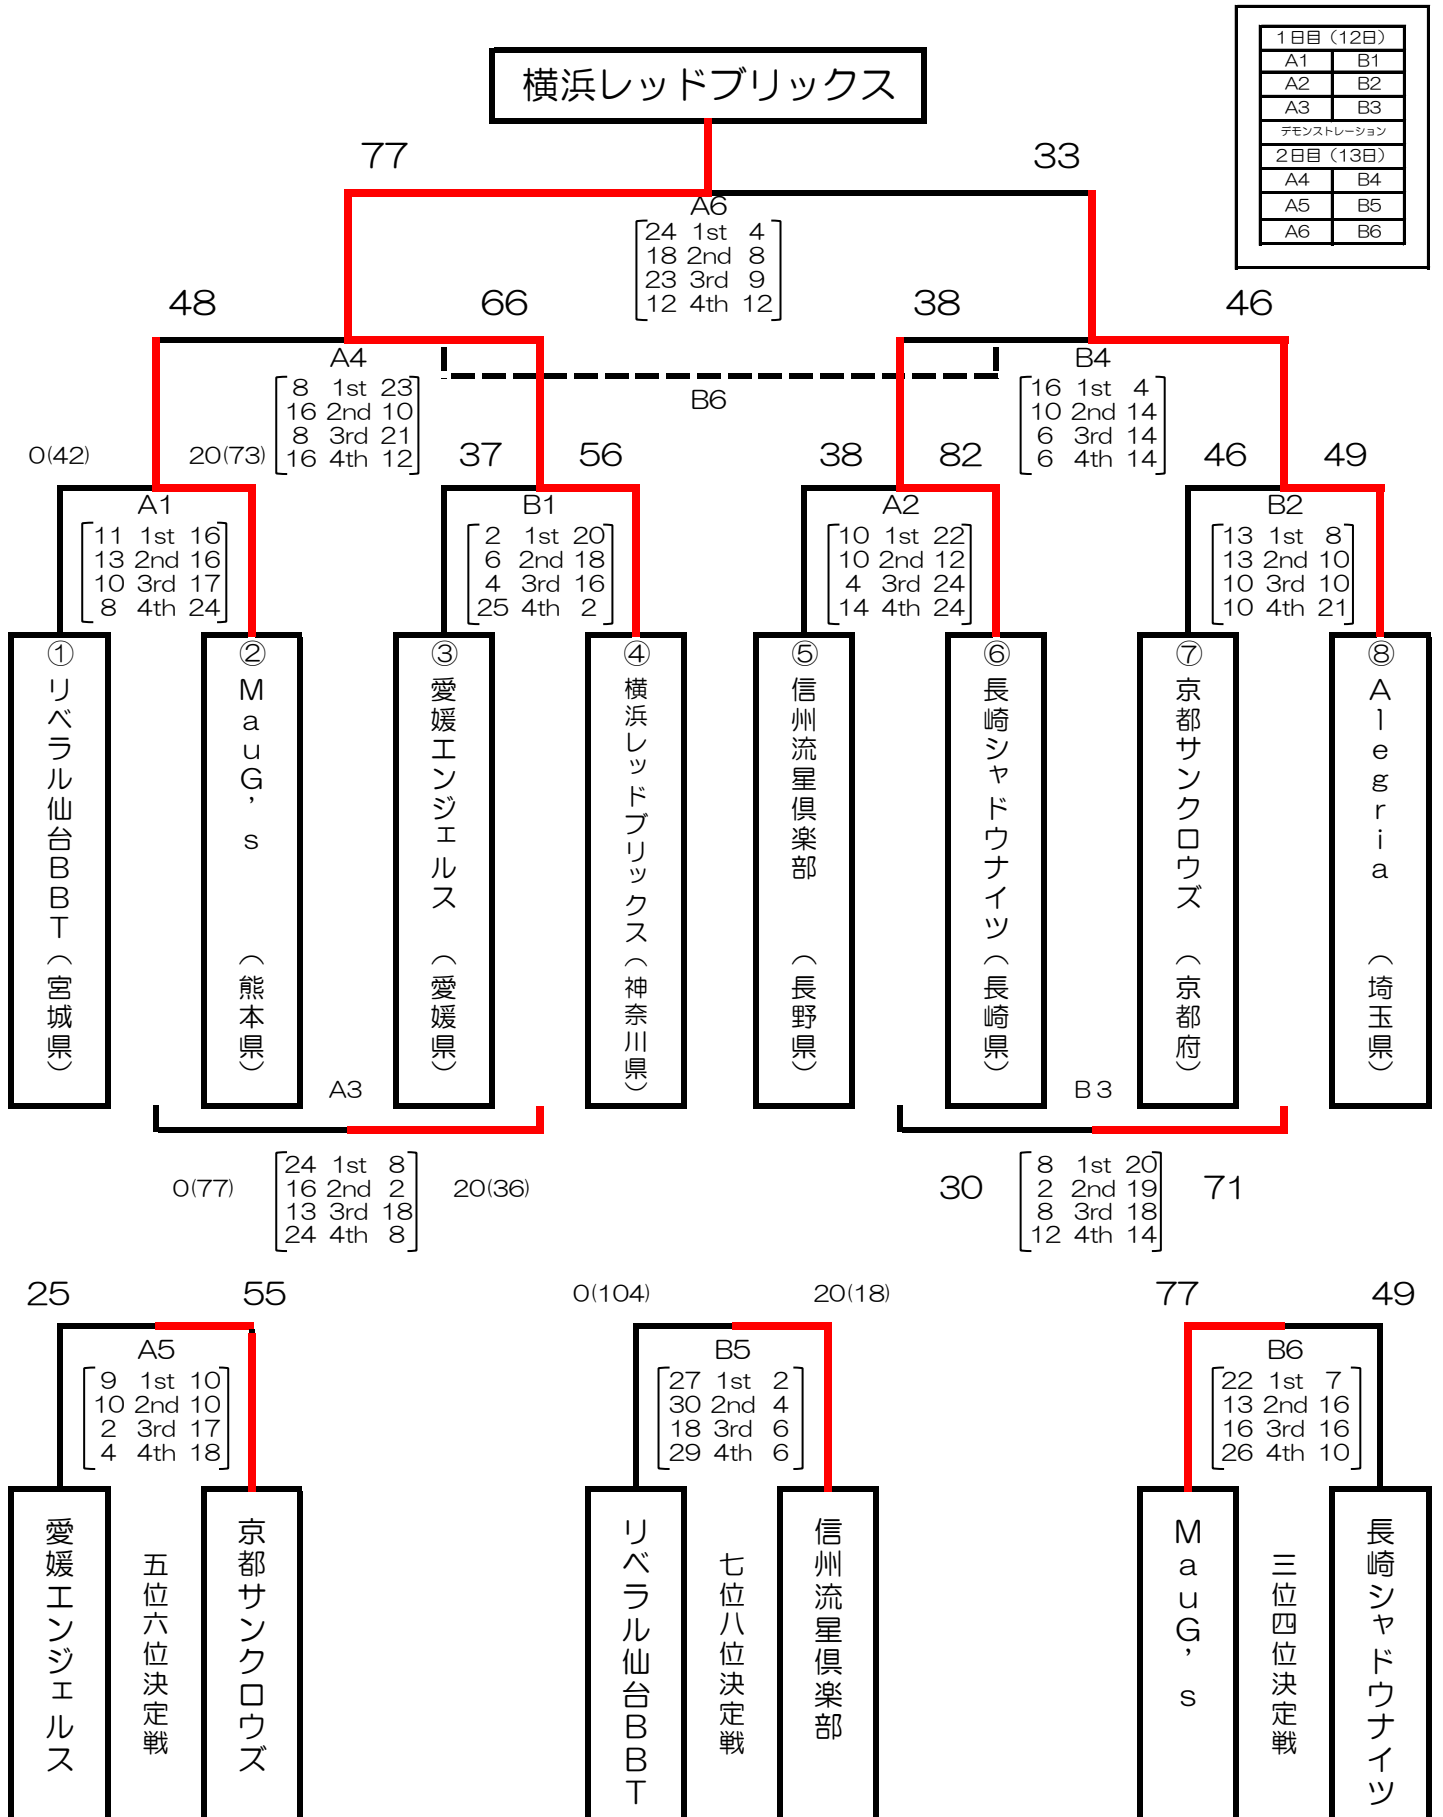 1日目（12日）
A1 B1
A2 B2
A3 B3
デモンストレーション
2日目（13日）
A4 B4
A5 B5
A6 B6
横浜レッドブリックス
77 33
A6
24 1st 4
18 2nd 8
23 3rd 9
12 4th 12
48 66 38 46
A4
8 1st 23
16 2nd 10
8 3rd 21
16 4th 12
B6
B4
16 1st 4
10 2nd 14
6 3rd 14
6 4th 14
0(42) 20(73) 37 56 38 82 46 49
A1
11 1st 16
13 2nd 16
10 3rd 17
8 4th 24
B1
2 1st 20
6 2nd 18
4 3rd 16
25 4th 2
A2
10 1st 22
10 2nd 12
4 3rd 24
14 4th 24
B2
13 1st 8
13 2nd 10
10 3rd 10
10 4th 21
①リベラル仙台BBT（宮城県）
②MauG’s（熊本県）
③愛媛エンジェルス（愛媛県）
④横浜レッドブリックス（神奈川県）
⑤信州流星倶楽部（長野県）
⑥長崎シャドウナイツ（長崎県）
⑦京都サンクロウズ（京都府）
⑧Alegria（埼玉県）
A3
0(77) 20(36)
24 1st 8
16 2nd 2
13 3rd 18
24 4th 8
B3
30 71
8 1st 20
2 2nd 19
8 3rd 18
12 4th 14
25 55
A5
9 1st 10
10 2nd 10
2 3rd 17
4 4th 18
愛媛エンジェルス
五位六位決定戦
京都サンクロウズ
0(104) 20(18)
B5
27 1st 2
30 2nd 4
18 3rd 6
29 4th 6
リベラル仙台BBT
七位八位決定戦
信州流星倶楽部
77 49
B6
22 1st 7
13 2nd 16
16 3rd 16
26 4th 10
MauG’s
三位四位決定戦
長崎シャドウナイツ